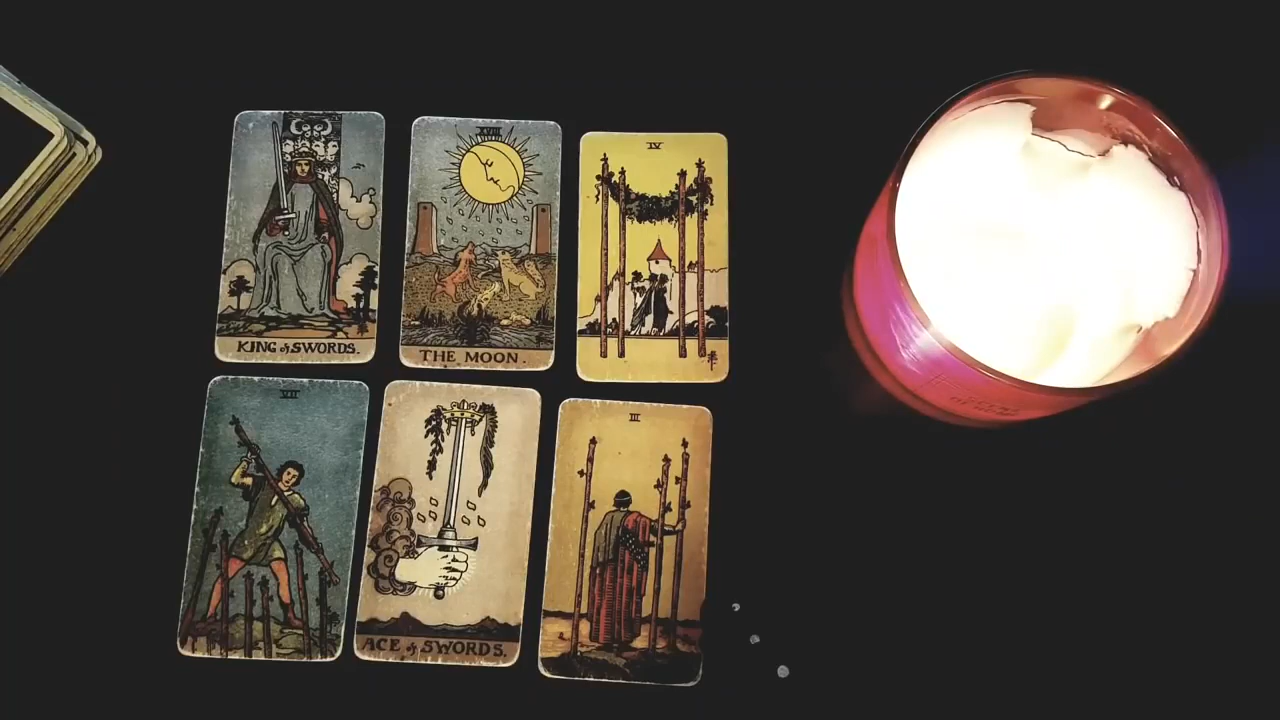 KING of SWORDS.
XVIII
THE MOON.
IV
VII
ACE of SWORDS.
III